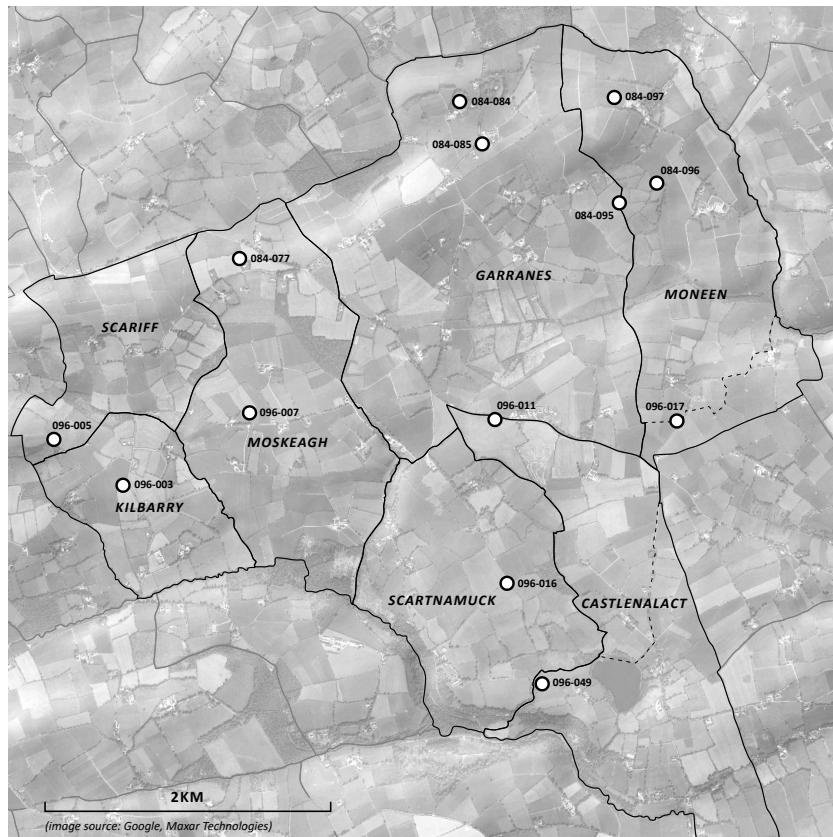 084-084
084-097
084-085
084-096
084-095
084-077
GARRANES
MONEEN
SCARIFF
096-011
096-017
096-007
096-005
MOSKEAGH
096-003
KILBARRY
096-016
SCARTNAMUCK
CASTLENALACT
096-049
2KM
(image source: Google, Maxar Technologies)